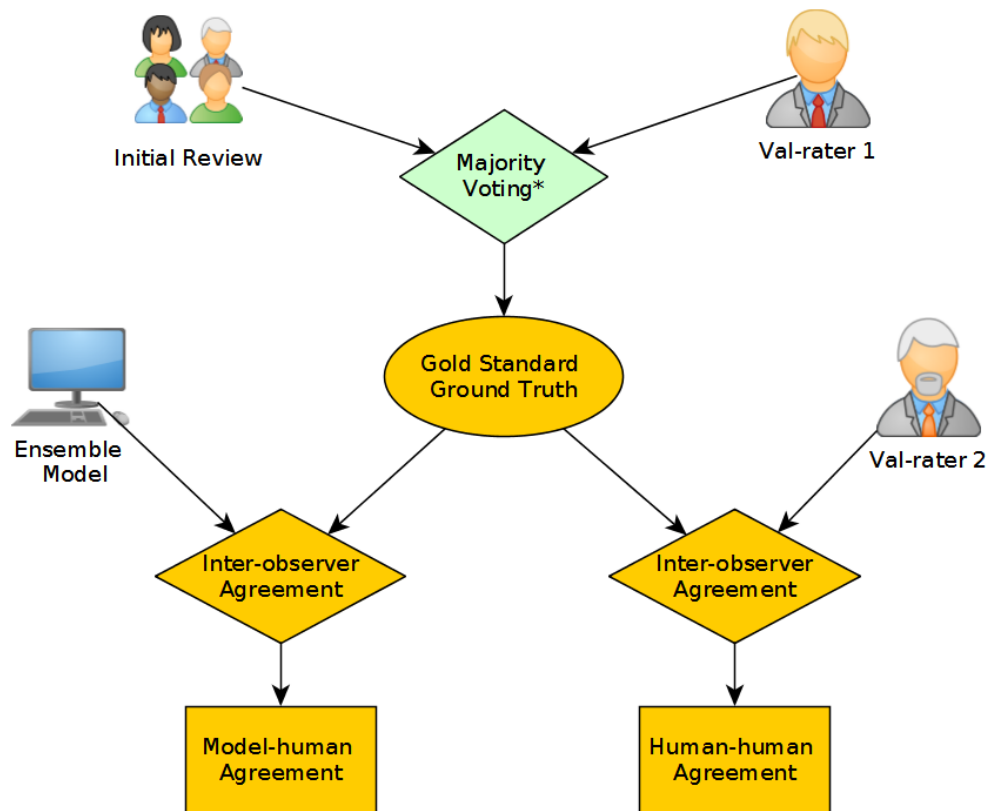 Initial Review
Val-rater 1
Majority
Voting*
Gold Standard
Ground Truth
Ensemble
Model
Val-rater 2
Inter-observer
Agreement
Inter-observer
Agreement
Model-human
Agreement
Human-human
Agreement